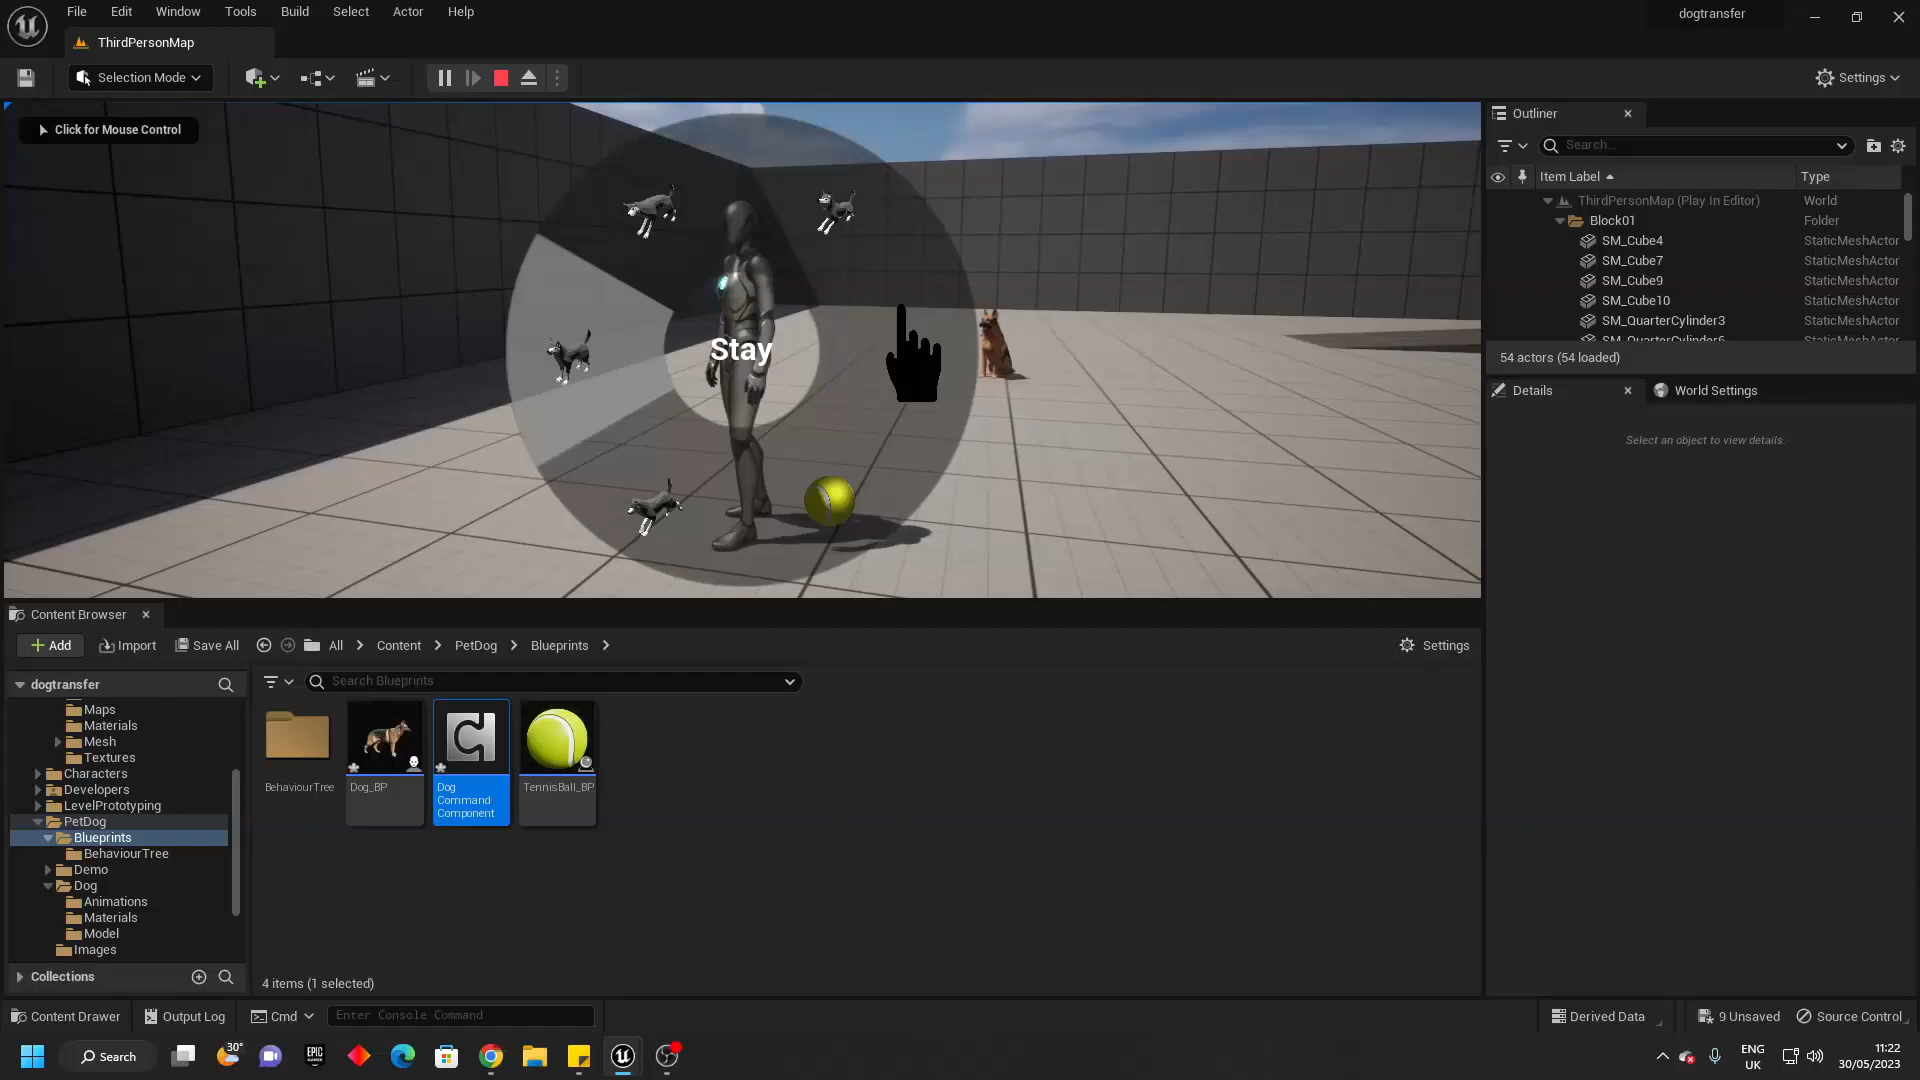 File Edit Window Tools Build Select Actor Help
dogtransfer
ThirdPersonMap
Selection Mode
Settings
Click for Mouse Control
Stay
Outliner
Search...
Item Label Type
ThirdPersonMap (Play In Editor) World
Block01 Folder
SM_Cube4 StaticMeshActor
SM_Cube7 StaticMeshActor
SM_Cube9 StaticMeshActor
SM_Cube10 StaticMeshActor
SM_QuarterCylinder3 StaticMeshActor
SM_QuarterCylinder6 StaticMeshActor
54 actors (54 loaded)
Details World Settings
Select an object to view details.
Content Browser
Add Import Save All All Content PetDog Blueprints Settings
dogtransfer
Search Blueprints
Maps
Materials
Mesh
Textures
Characters
Developers
LevelPrototyping
PetDog
Blueprints
BehaviourTree
Demo
Dog
Animations
Materials
Model
Images
Collections
BehaviourTree
Dog_BP
Dog
Command
Component
TennisBall_BP
4 items (1 selected)
Content Drawer Output Log Cmd Enter Console Command Derived Data 9 Unsaved Source Control
30°
Search
EPIC
GAMES
ENG
UK
11:22
30/05/2023